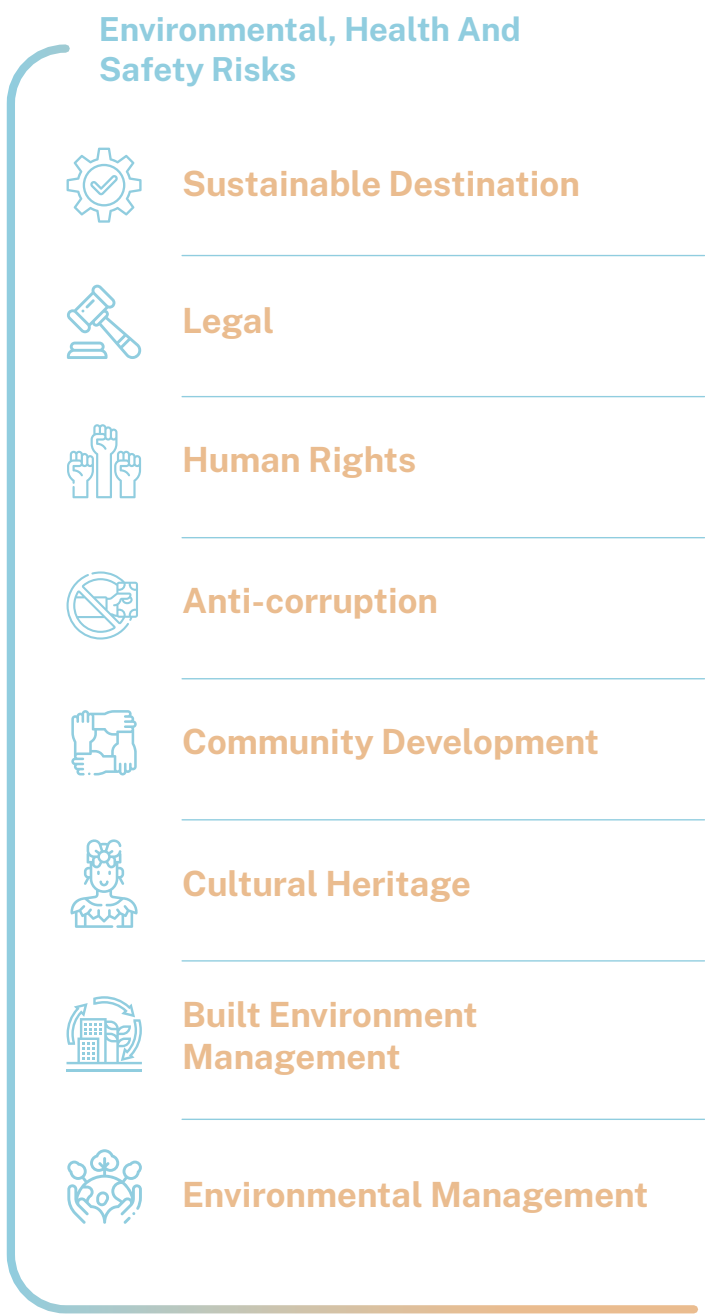 Environmental, Health And
Safety Risks
Sustainable Destination
Legal
Human Rights
Anti-corruption
Community Development
Cultural Heritage
Built Environment
Management
Environmental Management